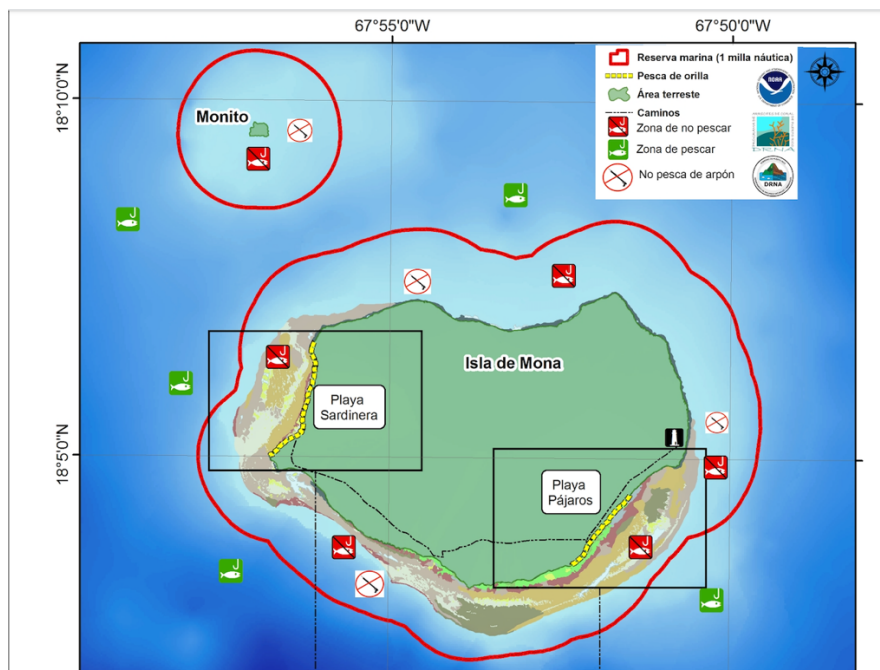 67°55'0"W
67°50'0"W
18°10'0"N
18°5'0"N
Reserva marina (1 milla náutica)
Pesca de orilla
Área terreste
Caminos
Zona de no pescar
Zona de pescar
No pesca de arpón
NOAA
DRNA
DRNA
Monito
Isla de Mona
Playa
Sardinera
Playa
Pájaros